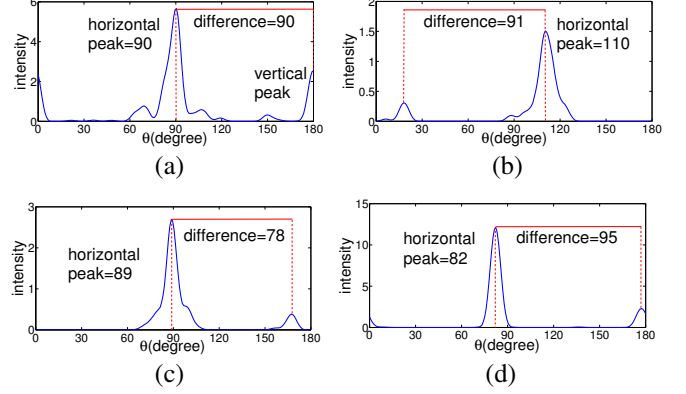 6
4
2
0
intensity
horizontal
peak=90
difference=90
vertical
peak
0 30 60 90 120 150 180
θ(degree)
(a)
2
1.5
1
0.5
0
intensity
difference=91
horizontal
peak=110
0 30 60 90 120 150 180
θ(degree)
(b)
3
2
1
0
intensity
horizontal
peak=89
difference=78
0 30 60 90 120 150 180
θ(degree)
(c)
15
10
5
0
intensity
horizontal
peak=82
difference=95
0 30 60 90 120 150 180
θ(degree)
(d)